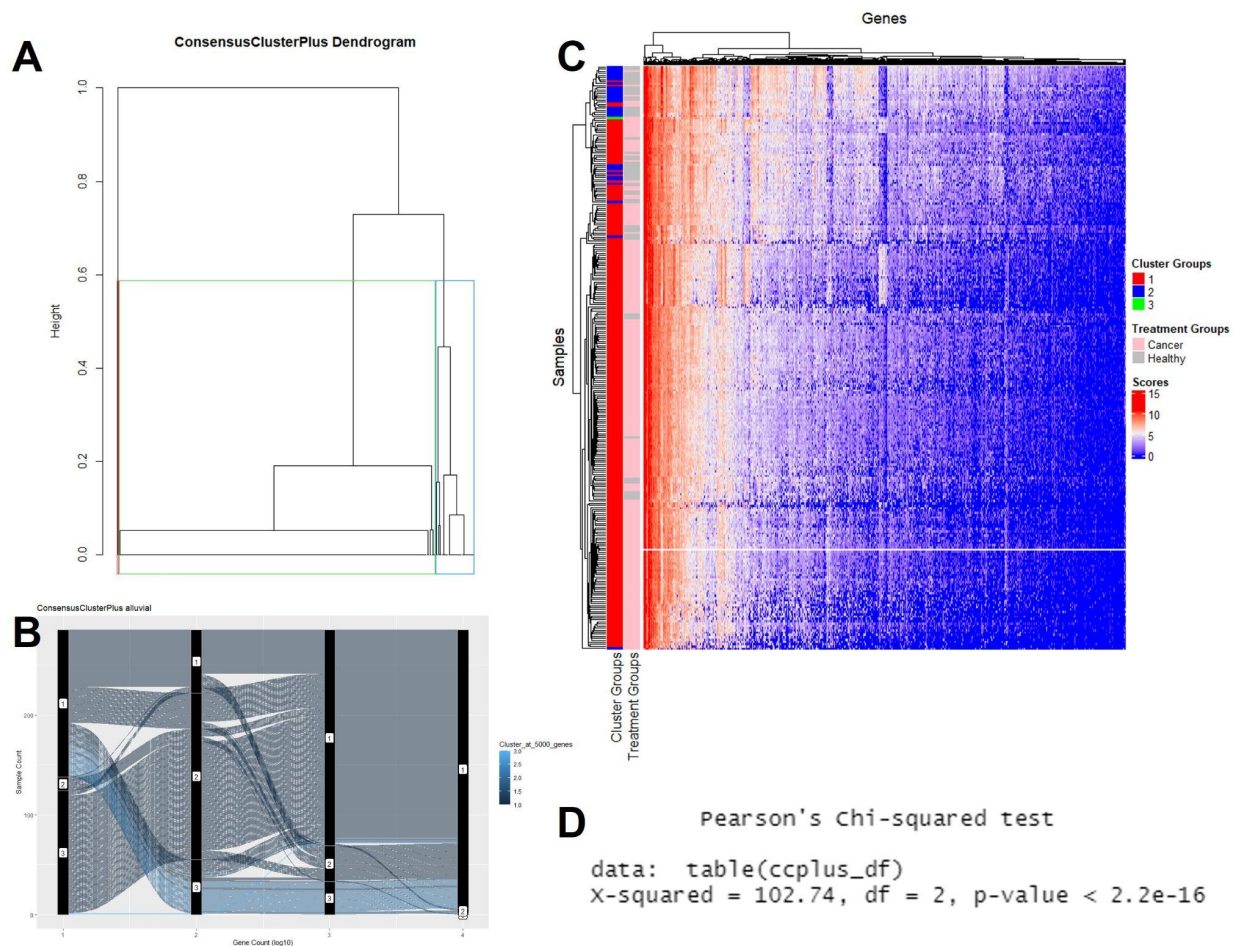 A
ConsensusClusterPlus Dendrogram
Height
1.0
0.8
0.6
0.4
0.2
0.0
B
ConsensusClusterPlus alluvial
Sample Count
200
100
0
1
2
3
1
2
3
1
2
3
1
2
1
2
3
4
Gene Count (log10)
Cluster_at_5000_genes
3.0
2.5
2.0
1.5
1.0
C
Genes
Samples
Cluster Groups
Treatment Groups
Cluster Groups
1
2
3
Treatment Groups
Cancer
Healthy
Scores
15
10
5
0
D
Pearson's Chi-squared test
data: table(ccplus_df)
X-squared = 102.74, df = 2, p-value < 2.2e-16